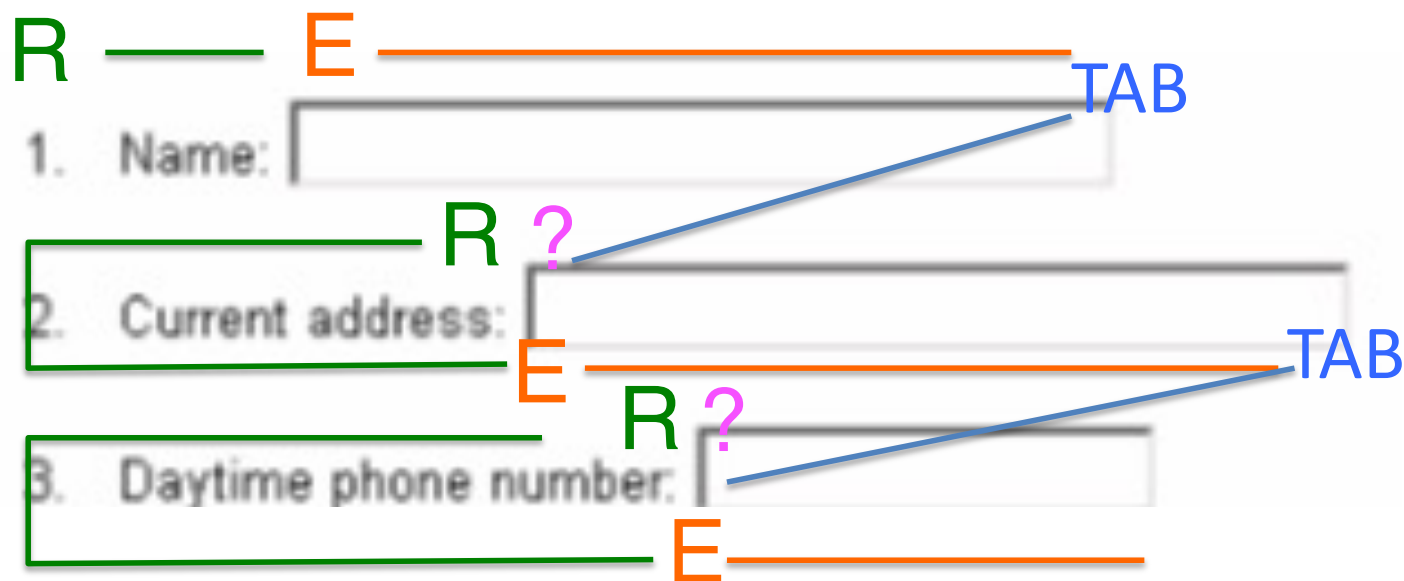 R E
TAB
1. Name:
R ?
2. Current address:
E TAB
R ?
3. Daytime phone number:
E